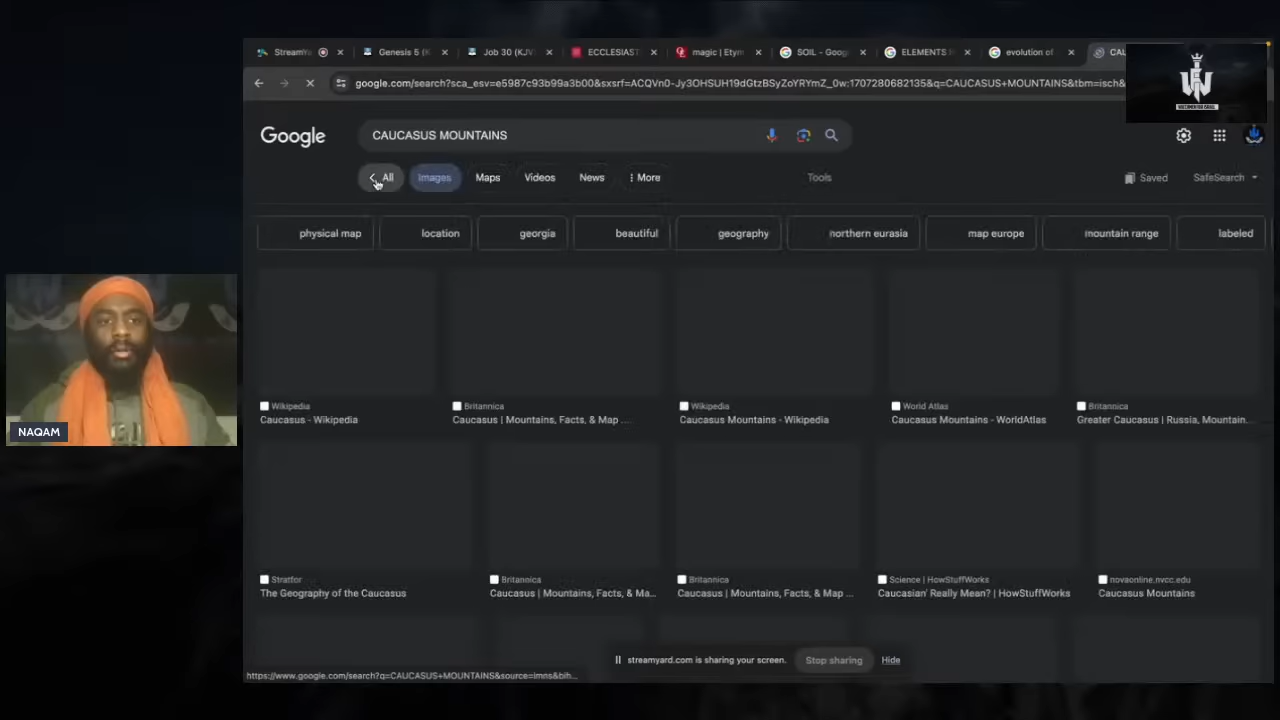 StreamYa
Genesis 5 (K
Job 30 (KJV
ECCLESIAST
magic | Etym
SOIL - Goog
ELEMENTS
evolution of
CAU
google.com/search?sca_esv=e5987c93b99a3b00&sxsrf=ACQVn0-Jy3OHSUH19dGtzBSyZoYRYmZ_0w:1707280682135&q=CAUCASUS+MOUNTAINS&tbm=isch&
Google
CAUCASUS MOUNTAINS
All
Images
Maps
Videos
News
More
Tools
Saved
SafeSearch
physical map
location
georgia
beautiful
geography
northern eurasia
map europe
mountain range
labeled
Wikipedia
Caucasus - Wikipedia
Britannica
Caucasus | Mountains, Facts, & Map ...
Wikipedia
Caucasus Mountains - Wikipedia
World Atlas
Caucasus Mountains - WorldAtlas
Britannica
Greater Caucasus | Russia, Mountain...
NAQAM
Stratfor
The Geography of the Caucasus
Britannica
Caucasus | Mountains, Facts, & Ma...
Britannica
Caucasus | Mountains, Facts, & Map ...
Science | HowStuffWorks
Caucasian' Really Mean? | HowStuffWorks
novaonline.nvcc.edu
Caucasus Mountains
streamyard.com is sharing your screen.
Stop sharing
Hide
https://www.google.com/search?q=CAUCASUS+MOUNTAINS&source=lmns&bih...